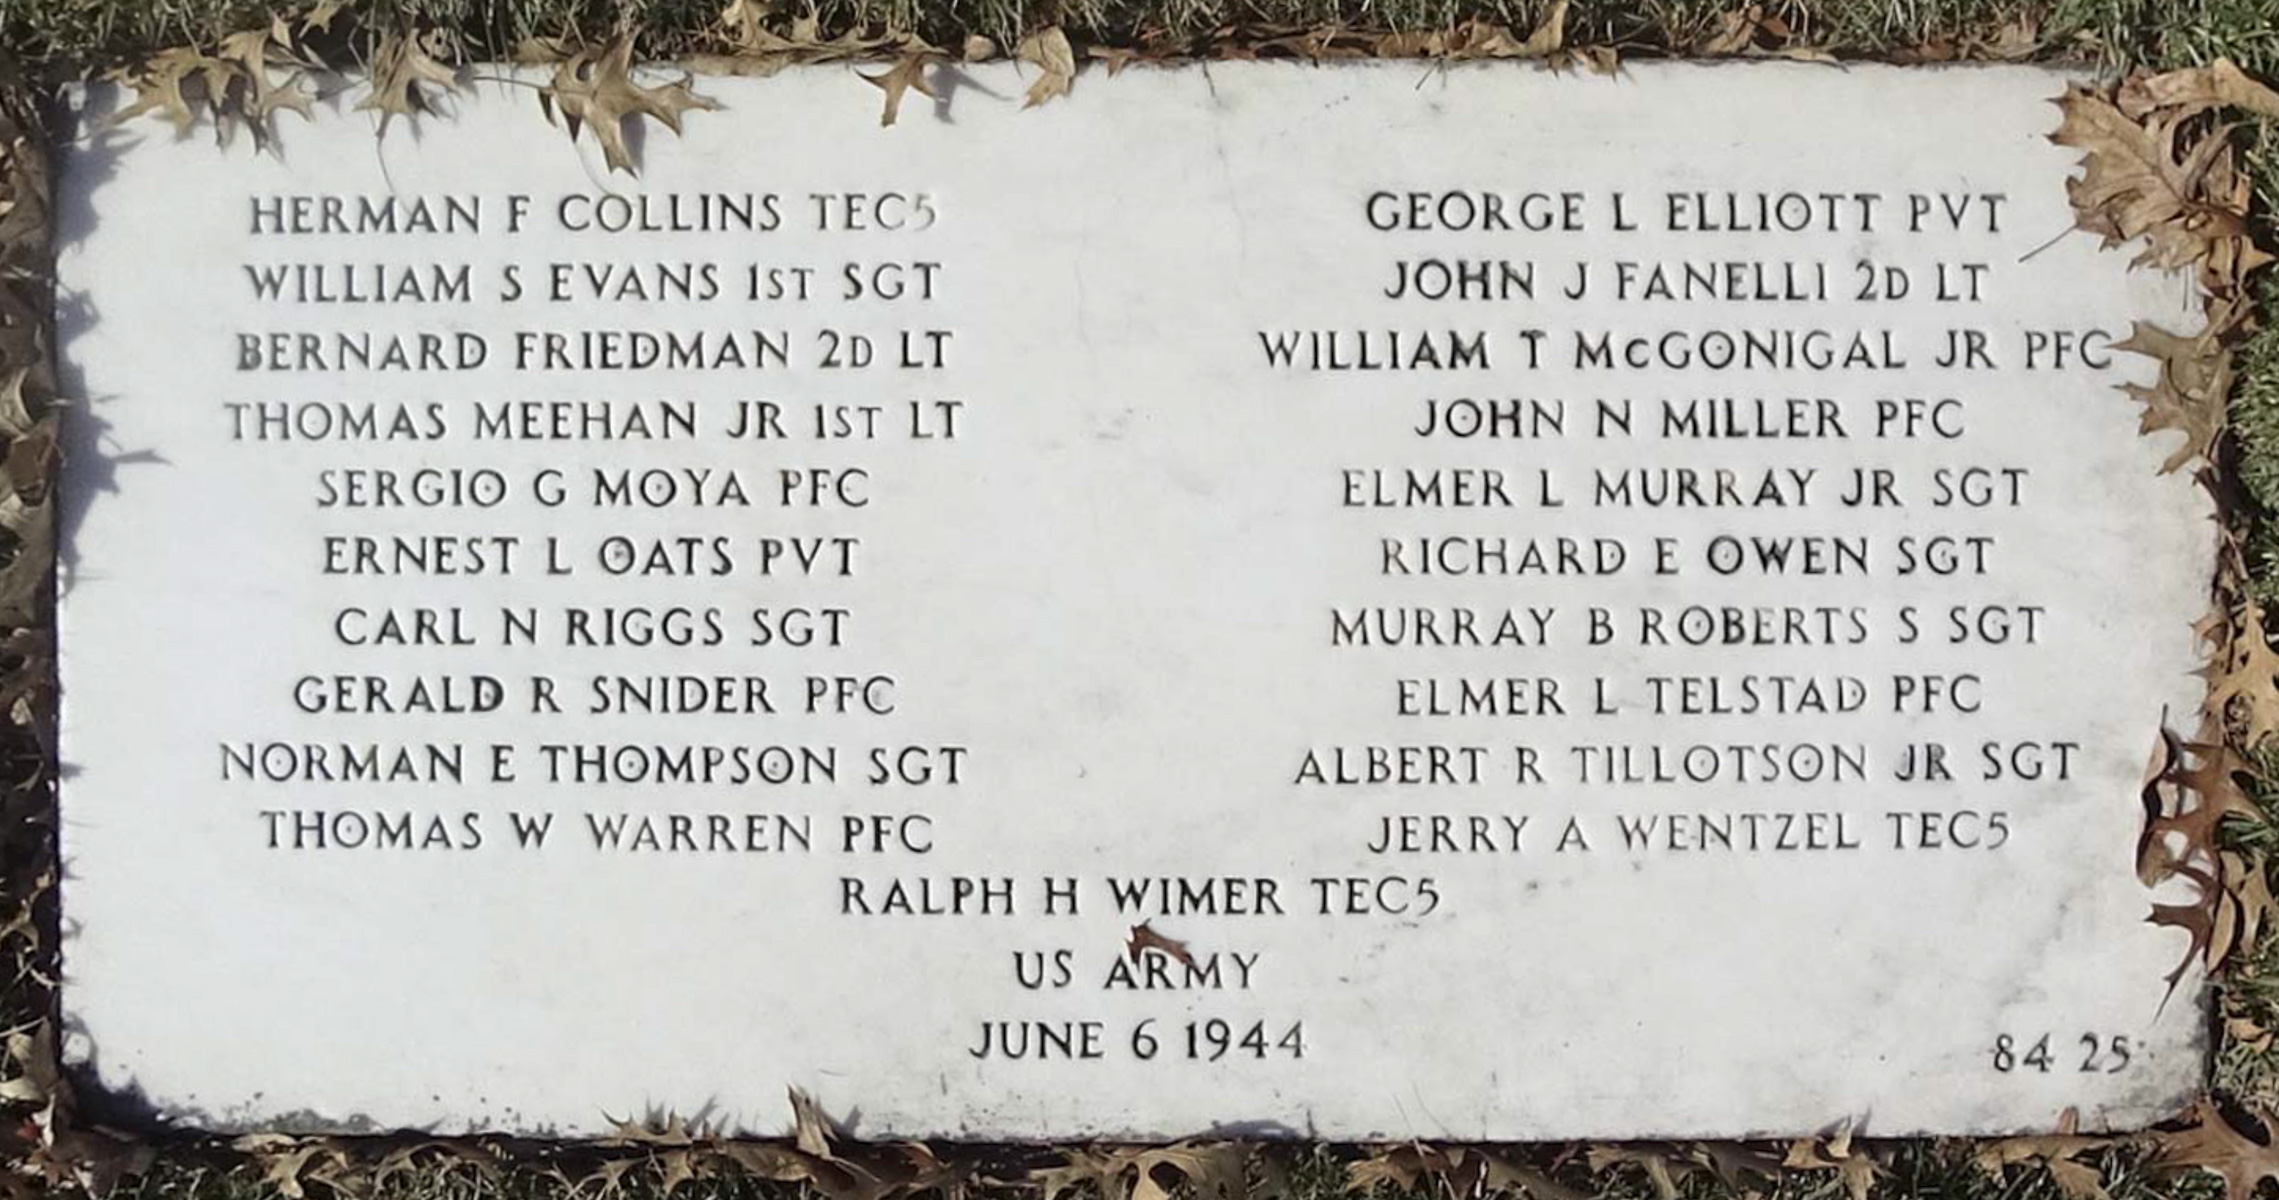 HERMAN F COLLINS TEC5
WILLIAM S EVANS 1ST SGT
BERNARD FRIEDMAN 2D LT
THOMAS MEEHAN JR 1ST LT
SERGIO G MOYA PFC
ERNEST L OATS PVT
CARL N RIGGS SGT
GERALD R SNIDER PFC
NORMAN E THOMPSON SGT
THOMAS W WARREN PFC
GEORGE L ELLIOTT PVT
JOHN J FANELLI 2D LT
WILLIAM T McGONIGAL JR PFC
JOHN N MILLER PFC
ELMER L MURRAY JR SGT
RICHARD E OWEN SGT
MURRAY B ROBERTS S SGT
ELMER L TELSTAD PFC
ALBERT R TILLOTSON JR SGT
JERRY A WENTZEL TEC5
RALPH H WIMER TEC5
US ARMY
JUNE 6 1944
84 25